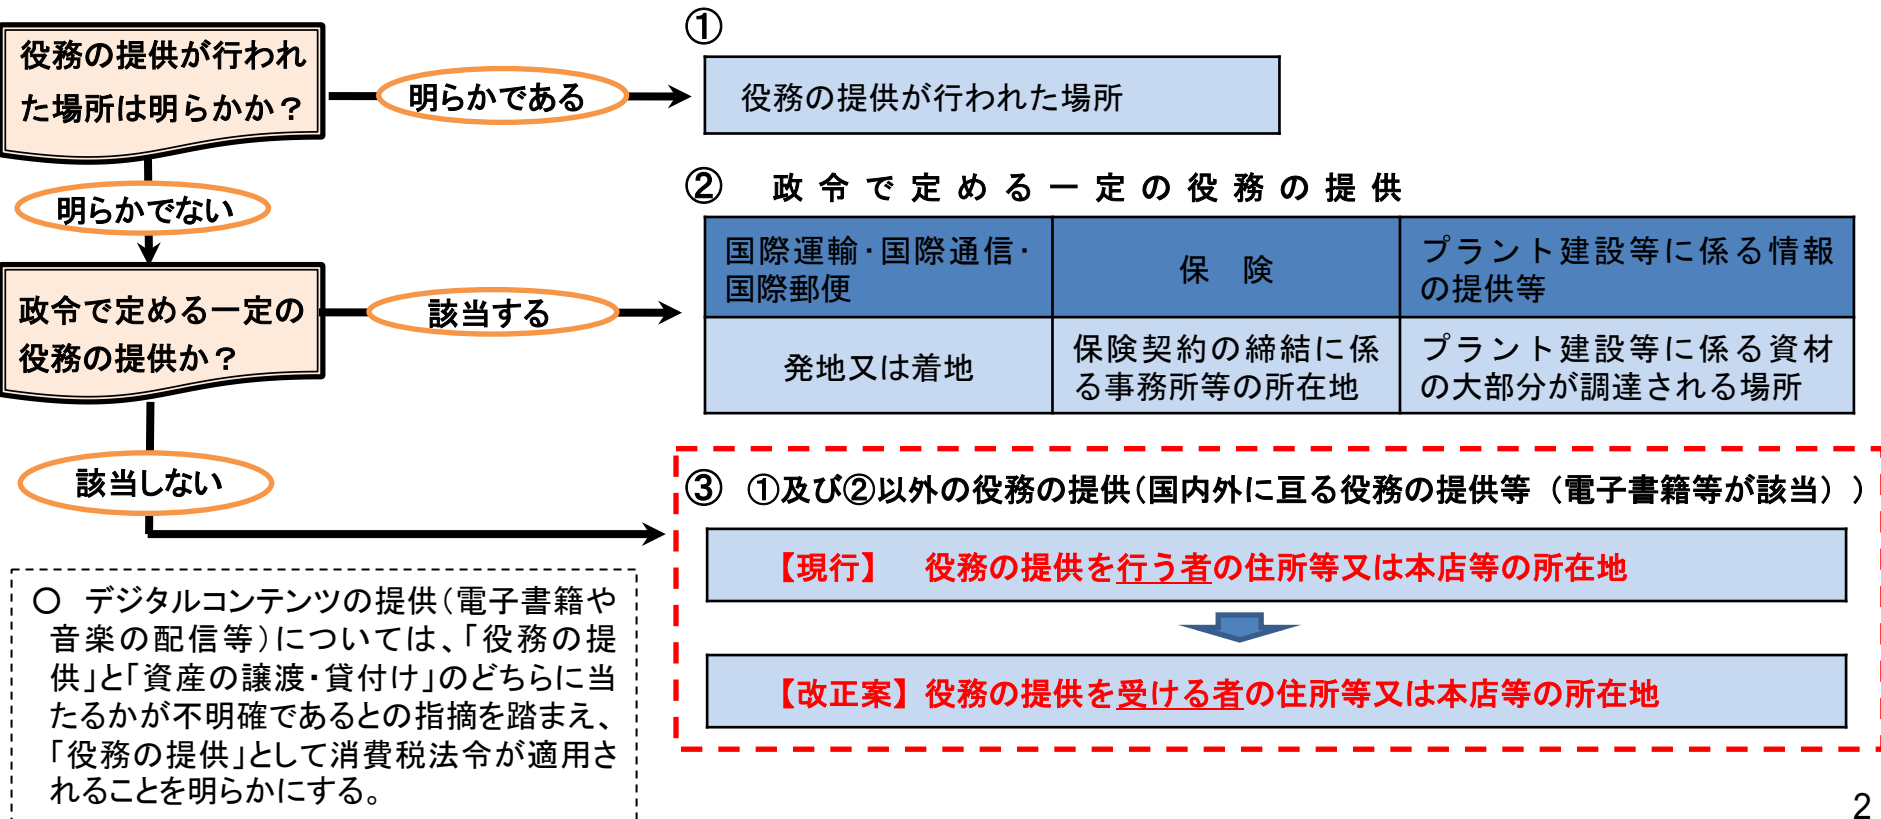 役務の提供が行われ
た場所は明らかか？
明らかである
①
役務の提供が行われた場所
明らかでない
政令で定める一定の
役務の提供か？
該当する
② 政令で定める一定の役務の提供
国際運輸・国際通信・
国際郵便
保　険
プラント建設等に係る情報
の提供等
発地又は着地
保険契約の締結に係
る事務所等の所在地
プラント建設等に係る資材
の大部分が調達される場所
該当しない
③ ①及び②以外の役務の提供（国内外に亘る役務の提供等（電子書籍等が該当））
【現行】　役務の提供を行う者の住所等又は本店等の所在地
【改正案】役務の提供を受ける者の住所等又は本店等の所在地
○ デジタルコンテンツの提供（電子書籍や
音楽の配信等）については、「役務の提
供」と「資産の譲渡・貸付け」のどちらに当
たるかが不明確であるとの指摘を踏まえ、
「役務の提供」として消費税法令が適用さ
れることを明らかにする。
2